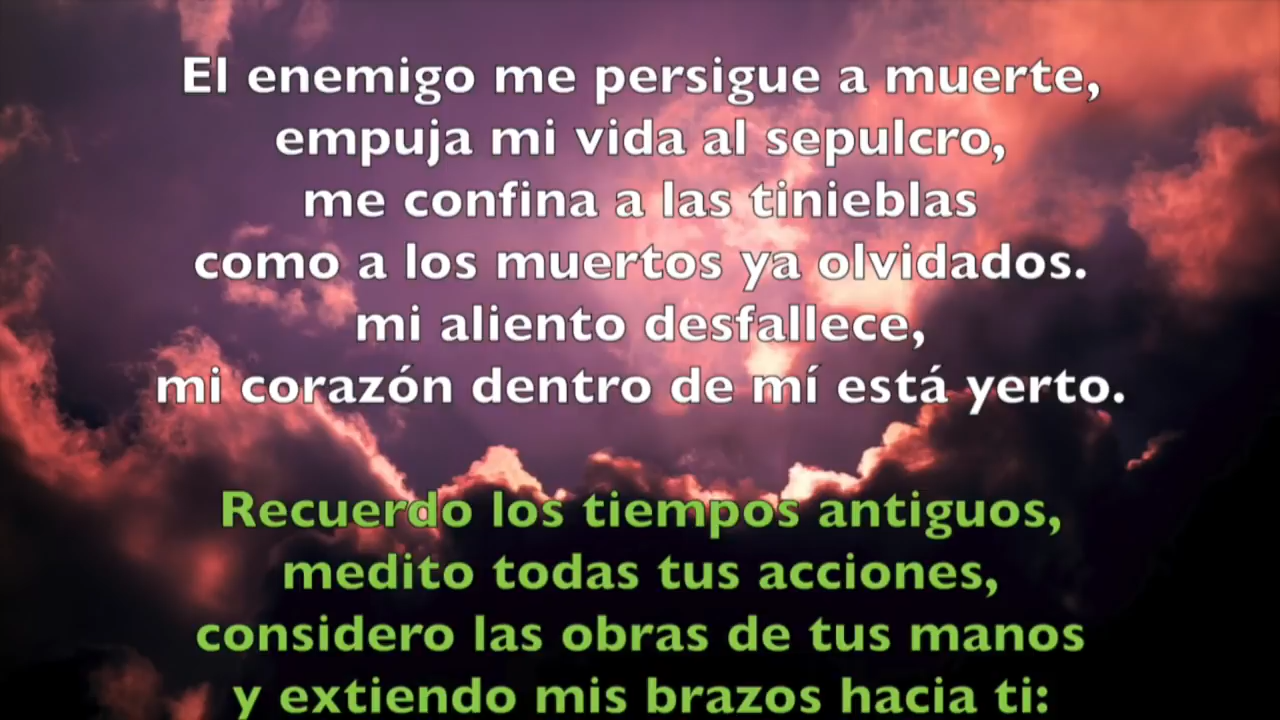 El enemigo me persigue a muerte,
empuja mi vida al sepulcro,
me confina a las tinieblas
como a los muertos ya olvidados.
mi aliento desfallece,
mi corazón dentro de mí está yerto.
Recuerdo los tiempos antiguos,
medito todas tus acciones,
considero las obras de tus manos
y extiendo mis brazos hacia ti: